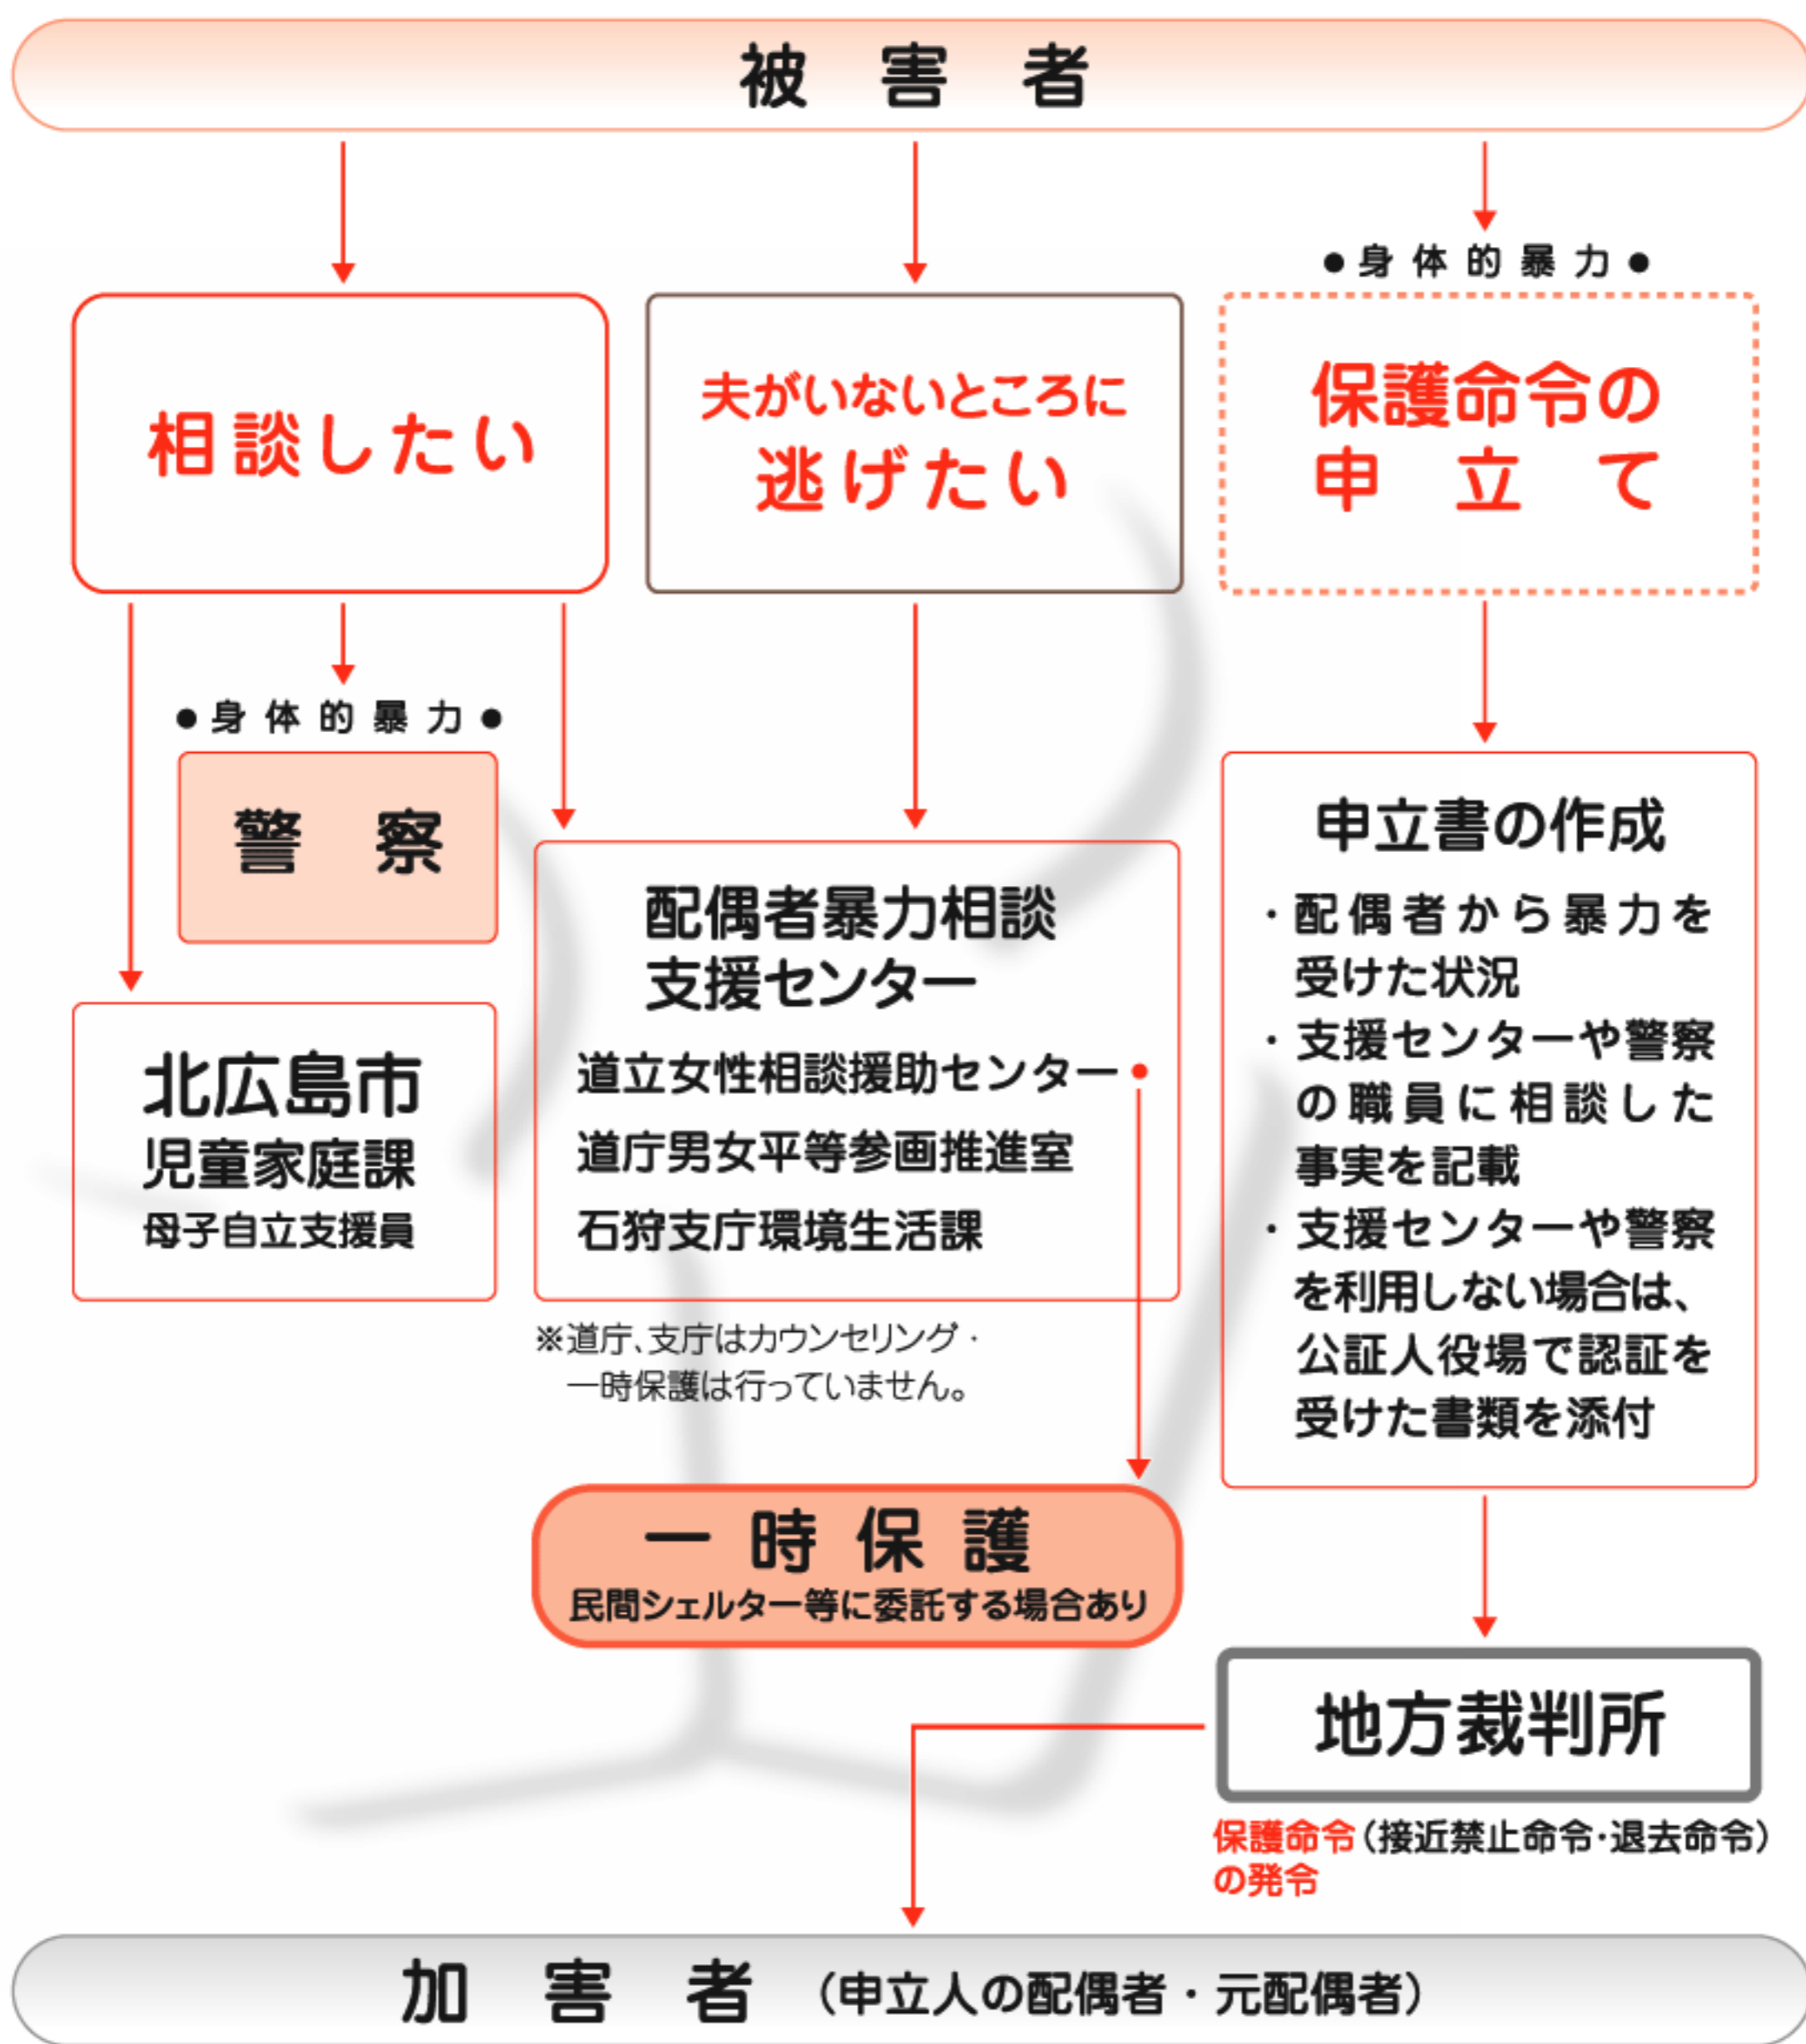 被害者
●身体的暴力●
相談したい
夫がいないところに
逃げたい
保護命令の
申立て
●身体的暴力●
警察
北広島市
児童家庭課
母子自立支援員
配偶者暴力相談
支援センター
道立女性相談援助センター
道庁男女平等参画推進室
石狩支庁環境生活課
※道庁、支庁はカウンセリング・
一時保護は行っていません。
一時保護
民間シェルター等に委託する場合あり
申立書の作成
・配偶者から暴力を
受けた状況
・支援センターや警察
の職員に相談した
事実を記載
・支援センターや警察
を利用しない場合は、
公証人役場で認証を
受けた書類を添付
地方裁判所
保護命令(接近禁止命令・退去命令)
の発令
加害者(申立人の配偶者・元配偶者)